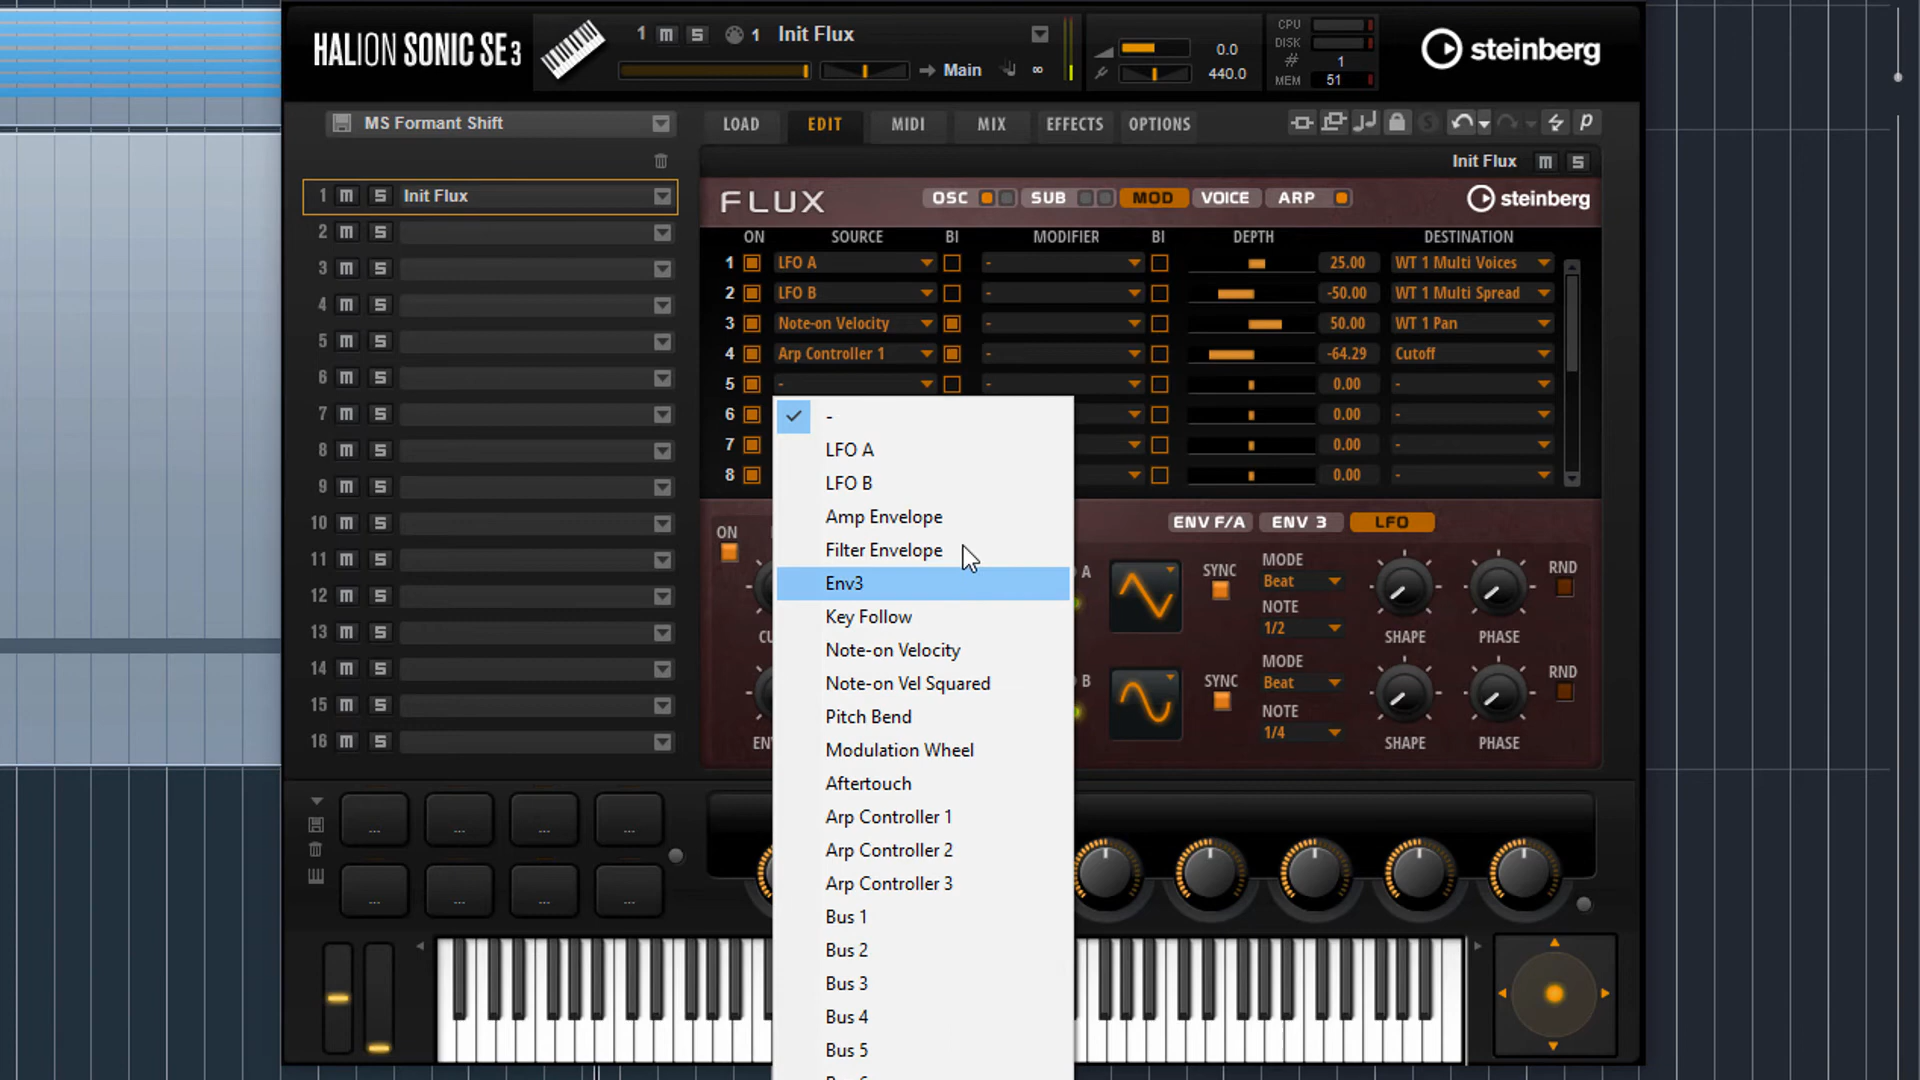 HALION SONIC SE 3
1 M S 1 Init Flux
Main ∞
0.0
440.0
CPU
DISK
# 1
MEM 51
steinberg
MS Formant Shift
LOAD EDIT MIDI MIX EFFECTS OPTIONS
Init Flux M S
1 M S Init Flux
2 M S
3 M S
4 M S
5 M S
6 M S
7 M S
8 M S
9 M S
10 M S
11 M S
12 M S
13 M S
14 M S
15 M S
16 M S
FLUX OSC SUB MOD VOICE ARP steinberg
ON SOURCE BI MODIFIER BI DEPTH DESTINATION
1 LFO A - 25.00 WT 1 Multi Voices
2 LFO B - -50.00 WT 1 Multi Spread
3 Note-on Velocity - 50.00 WT 1 Pan
4 Arp Controller 1 - -64.29 Cutoff
5 - - 0.00 -
6 0.00 -
7 0.00 -
8 0.00 -
-
LFO A
LFO B
Amp Envelope
Filter Envelope
Env3
Key Follow
Note-on Velocity
Note-on Vel Squared
Pitch Bend
Modulation Wheel
Aftertouch
Arp Controller 1
Arp Controller 2
Arp Controller 3
Bus 1
Bus 2
Bus 3
Bus 4
Bus 5
ON
ENV F/A ENV 3 LFO
A SYNC MODE Beat NOTE 1/2 SHAPE PHASE RND
B SYNC MODE Beat NOTE 1/4 SHAPE PHASE RND
... ... ... ...
... ... ... ...